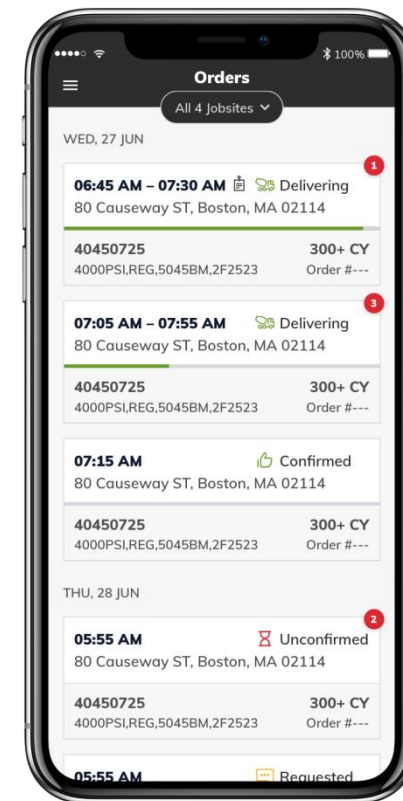 100%
Orders
All 4 Jobsites
WED, 27 JUN
1
06:45 AM – 07:30 AM Delivering
80 Causeway ST, Boston, MA 02114
40450725 300+ CY
4000PSI,REG,5045BM,2F2523 Order #---
3
07:05 AM – 07:55 AM Delivering
80 Causeway ST, Boston, MA 02114
40450725 300+ CY
4000PSI,REG,5045BM,2F2523 Order #---
07:15 AM Confirmed
80 Causeway ST, Boston, MA 02114
40450725 300+ CY
4000PSI,REG,5045BM,2F2523 Order #---
THU, 28 JUN
2
05:55 AM Unconfirmed
80 Causeway ST, Boston, MA 02114
40450725 300+ CY
4000PSI,REG,5045BM,2F2523 Order #---
05:55 AM Requested